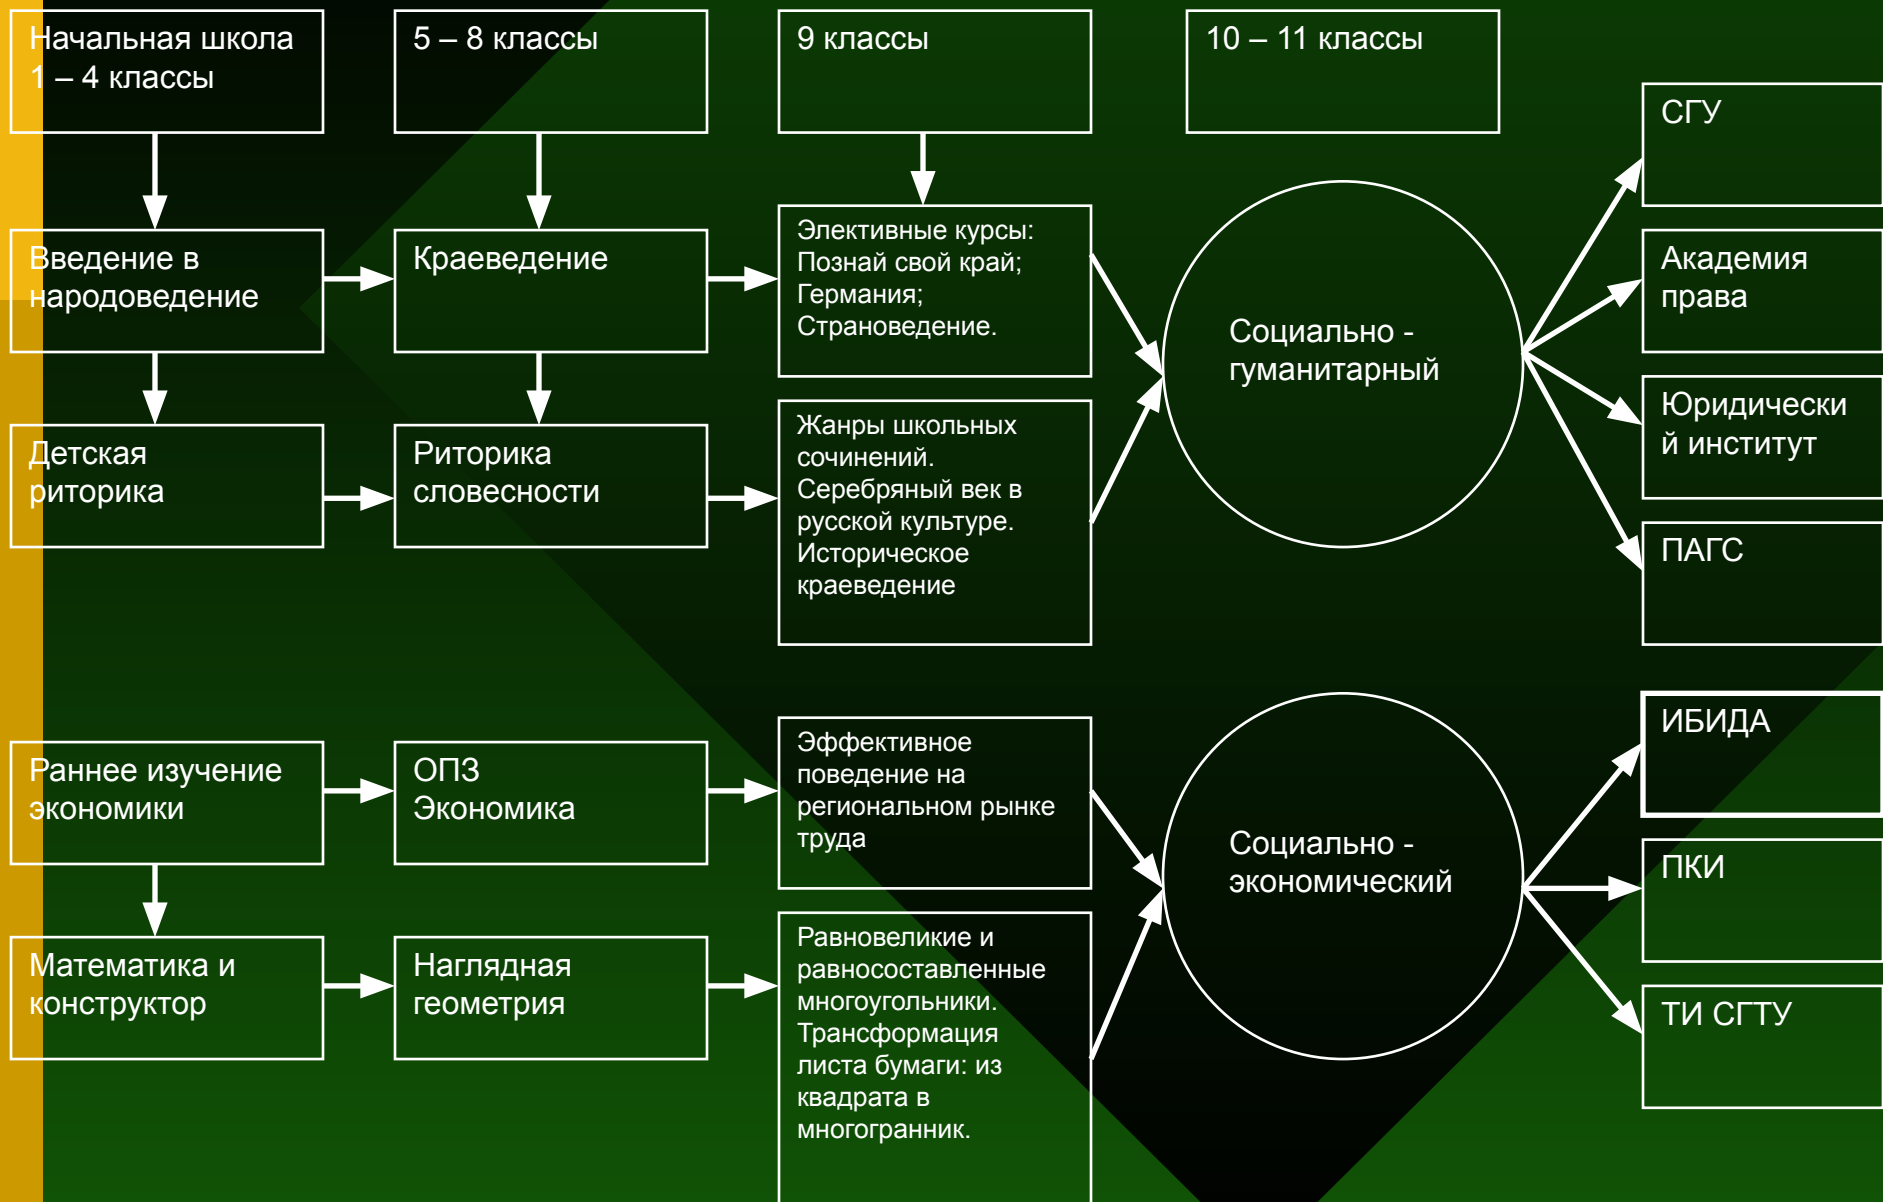 Начальная школа
1 – 4 классы
5 – 8 классы
9 классы
10 – 11 классы
СГУ
Введение в
народоведение
Краеведение
Элективные курсы:
Познай свой край;
Германия;
Страноведение.
Социально -
гуманитарный
Академия
права
Детская
риторика
Риторика
словесности
Жанры школьных
сочинений.
Серебряный век в
русской культуре.
Историческое
краеведение
Юридически
й институт
ПАГС
Раннее изучение
экономики
ОПЗ
Экономика
Эффективное
поведение на
региональном рынке
труда
Социально -
экономический
ИБИДА
ПКИ
Математика и
конструктор
Наглядная
геометрия
Равновеликие и
равносоставленные
многоугольники.
Трансформация
листа бумаги: из
квадрата в
многогранник.
ТИ СГТУ